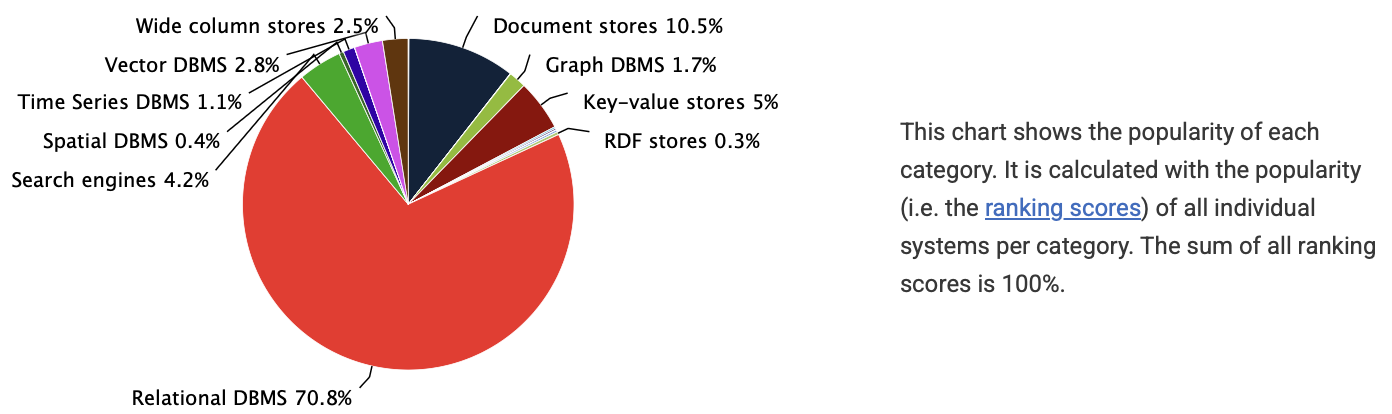 Wide column stores 2.5%
Document stores 10.5%
Vector DBMS 2.8%
Graph DBMS 1.7%
Time Series DBMS 1.1%
Key-value stores 5%
Spatial DBMS 0.4%
RDF stores 0.3%
Search engines 4.2%
Relational DBMS 70.8%
This chart shows the popularity of each
category. It is calculated with the popularity
(i.e. the ranking scores) of all individual
systems per category. The sum of all ranking
scores is 100%.